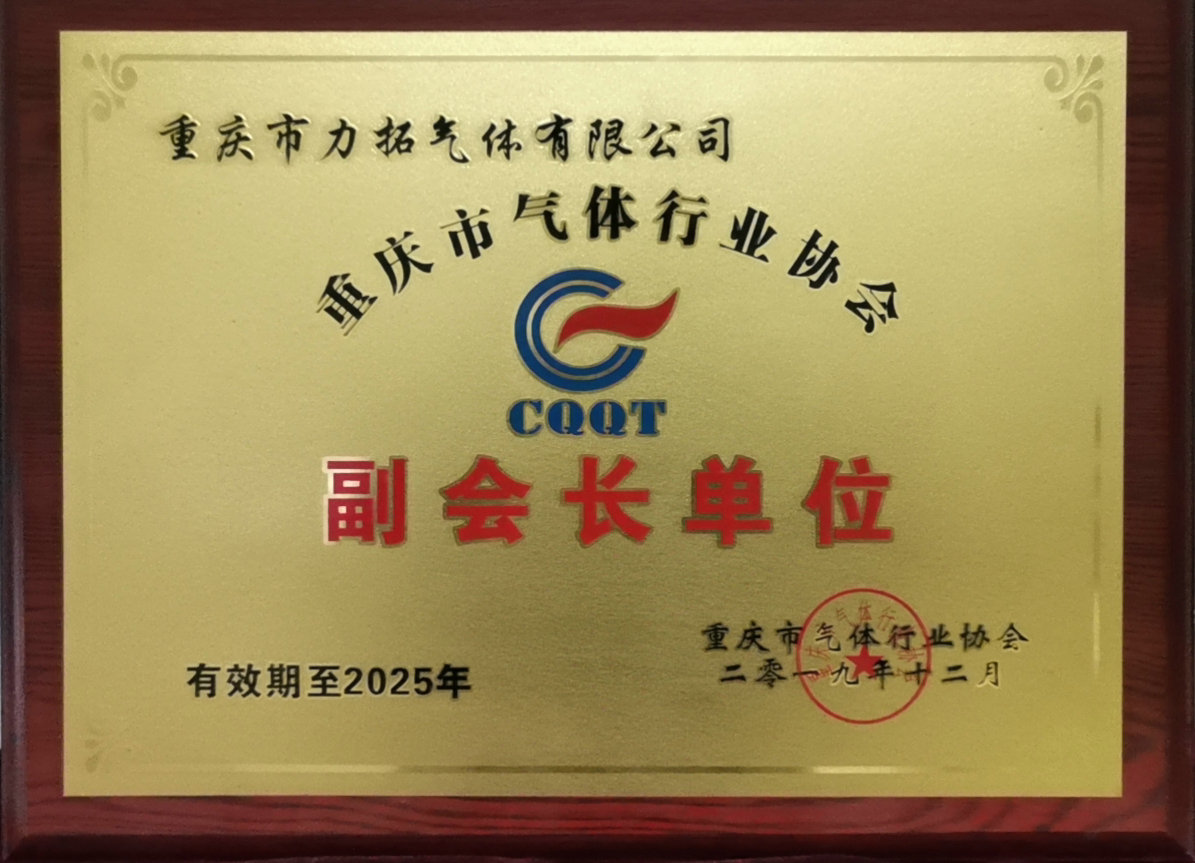 重庆市力拓气体有限公司
重庆市气体行业协会
CQQT
副会长单位
重庆市气体行业协会
二零一九年十二月
有效期至2025年